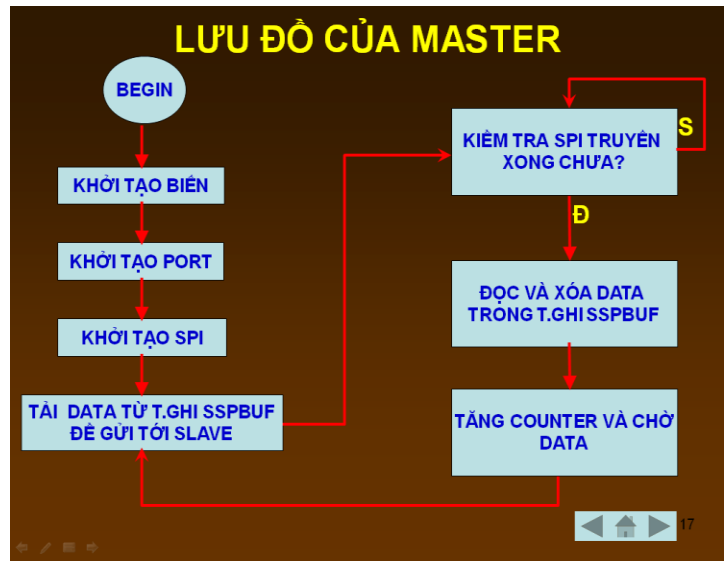 LƯU ĐỒ CỦA MASTER
BEGIN
KHỞI TẠO BIẾN
KHỞI TẠO PORT
KHỞI TẠO SPI
TẢI DATA TỪ T.GHI SSPBUF
ĐỂ GỬI TỚI SLAVE
KIỂM TRA SPI TRUYỀN
XONG CHƯA?
S
Đ
ĐỌC VÀ XÓA DATA
TRONG T.GHI SSPBUF
TĂNG COUNTER VÀ CHỜ
DATA
17